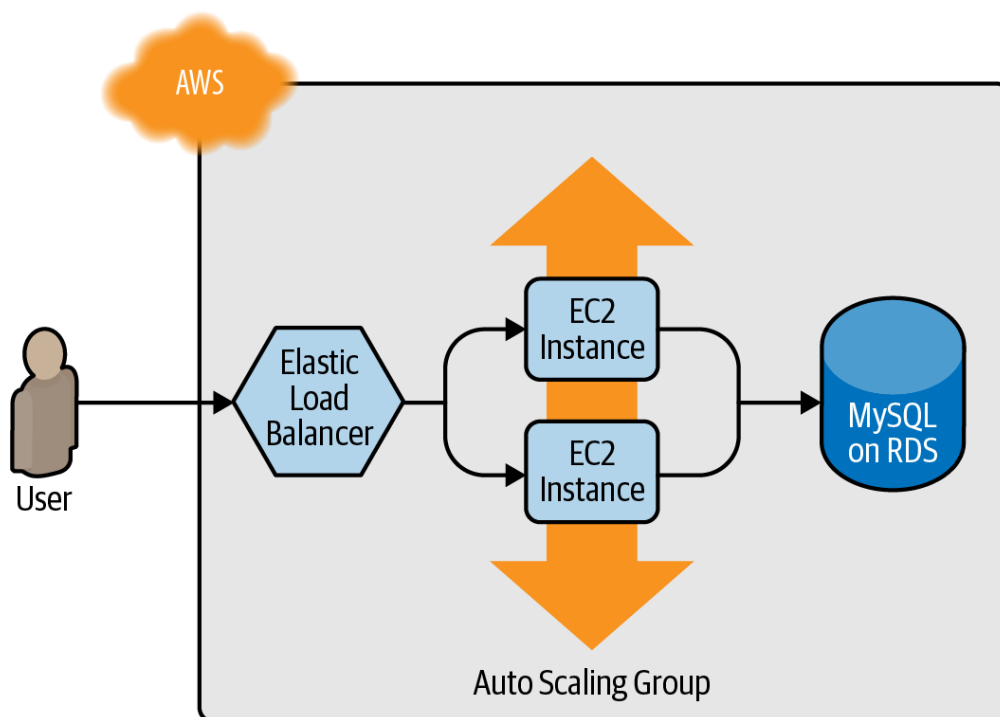 AWS
User
Elastic
Load
Balancer
EC2
Instance
EC2
Instance
MySQL
on RDS
Auto Scaling Group